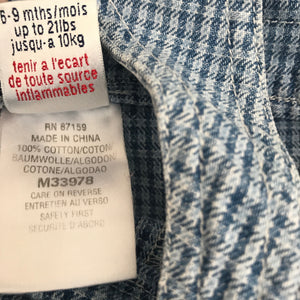 6-9 mths/mois
up to 21lbs
jusqu-a 10kg
tenir a l'ecart
de toute source
inflammables
RN 67159
MADE IN CHINA
100% COTTON/COTON/
BAUMWOLLE/ALGODON
COTONE/ALGODAO
M33978
CARE ON REVERSE
ENTRETIEN AU VERSO
SAFETY FIRST
SECURITE D'ABORD